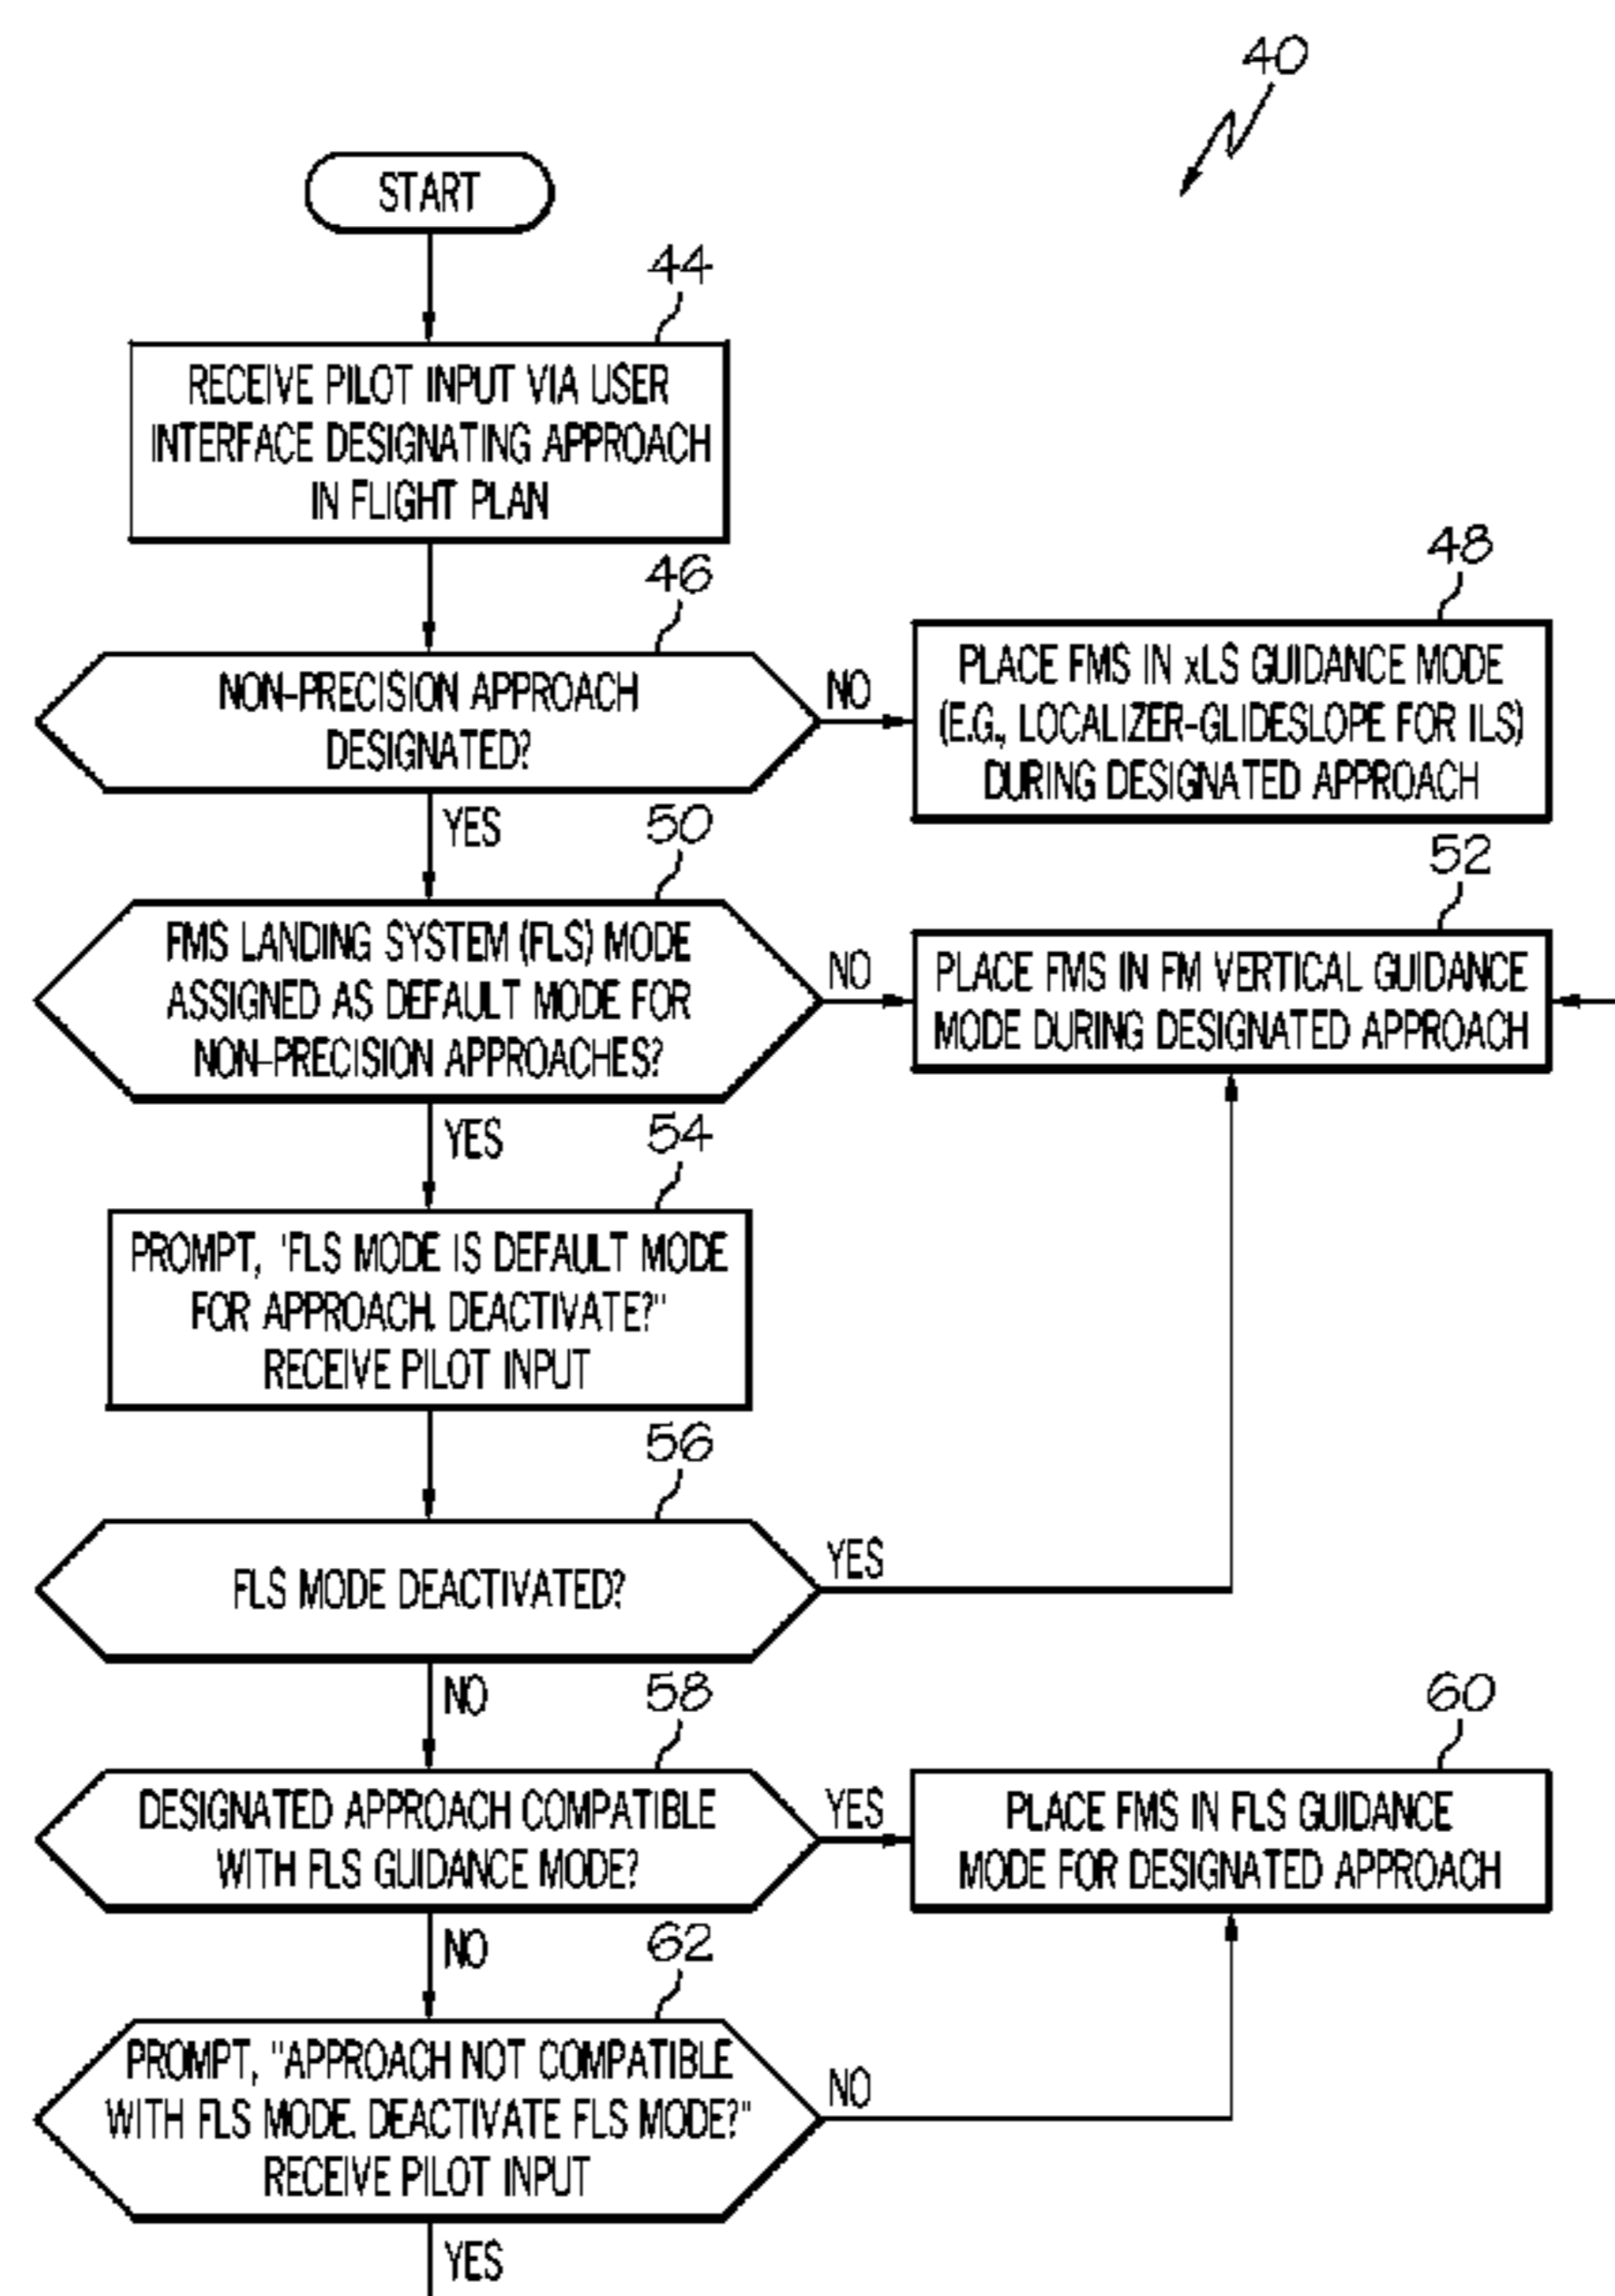 40
START
44
RECEIVE PILOT INPUT VIA USER
INTERFACE DESIGNATING APPROACH
IN FLIGHT PLAN
46
NON-PRECISION APPROACH
DESIGNATED?
NO
YES
48
PLACE FMS IN xLS GUIDANCE MODE
(E.G., LOCALIZER-GLIDESLOPE FOR ILS)
DURING DESIGNATED APPROACH
50
FMS LANDING SYSTEM (FLS) MODE
ASSIGNED AS DEFAULT MODE FOR
NON-PRECISION APPROACHES?
NO
YES
52
PLACE FMS IN FM VERTICAL GUIDANCE
MODE DURING DESIGNATED APPROACH
54
PROMPT, 'FLS MODE IS DEFAULT MODE
FOR APPROACH. DEACTIVATE?"
RECEIVE PILOT INPUT
56
FLS MODE DEACTIVATED?
YES
NO
58
DESIGNATED APPROACH COMPATIBLE
WITH FLS GUIDANCE MODE?
YES
NO
60
PLACE FMS IN FLS GUIDANCE
MODE FOR DESIGNATED APPROACH
62
PROMPT, "APPROACH NOT COMPATIBLE
WITH FLS MODE. DEACTIVATE FLS MODE?"
RECEIVE PILOT INPUT
NO
YES